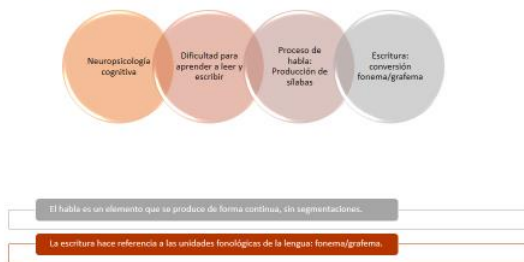 Neuropsicología
cognitiva
Dificultad para
aprender a leer y
escribir
Proceso de
habla:
Producción de
sílabas
Escritura:
conversión
fonema/grafema
El habla es un elemento que se produce de forma continua, sin segmentaciones.
La escritura hace referencia a las unidades fonológicas de la lengua: fonema/grafema.